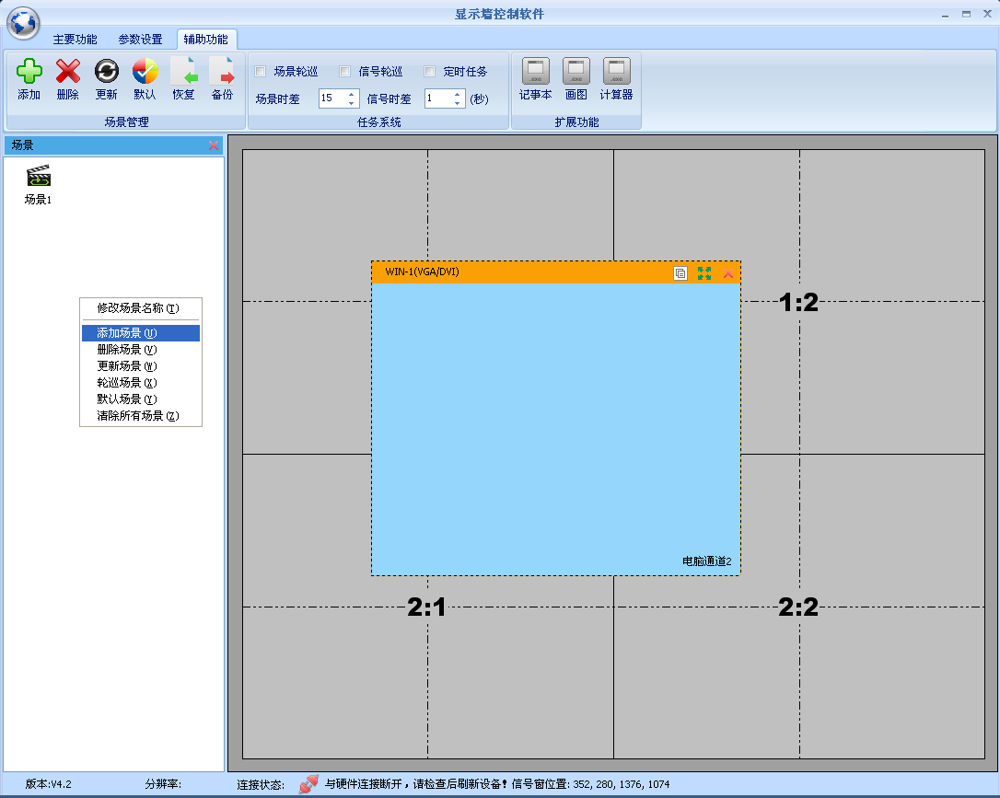 显示墙控制软件
主要功能 参数设置 辅助功能
添加 删除 更新 默认 恢复 备份
场景管理
场景轮巡 信号轮巡 定时任务
场景时差 15 信号时差 1 (秒)
任务系统
记事本 画图 计算器
扩展功能
场景
场景1
修改场景名称(T)
添加场景(U)
删除场景(V)
更新场景(W)
轮巡场景(X)
默认场景(Y)
清除所有场景(Z)
WIN-1(VGA/DVI)
电脑通道2
1:2
2:1
2:2
版本:V4.2 分辨率: 连接状态: 与硬件连接断开，请检查后刷新设备！信号窗位置: 352, 280, 1376, 1074